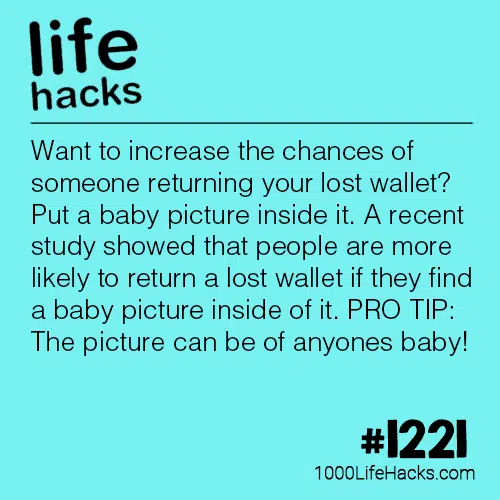 life
hacks
Want to increase the chances of
someone returning your lost wallet?
Put a baby picture inside it. A recent
study showed that people are more
likely to return a lost wallet if they find
a baby picture inside of it. PRO TIP:
The picture can be of anyones baby!
#1221
1000LifeHacks.com